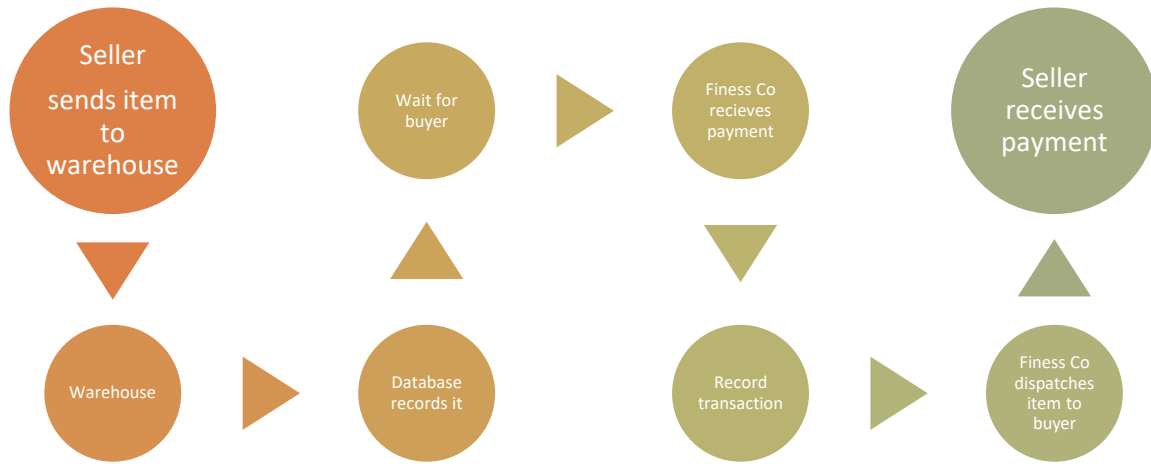 Seller
sends item
to
warehouse
Warehouse
Database
records it
Wait for
buyer
Finess Co
recieves
payment
Record
transaction
Finess Co
dispatches
item to
buyer
Seller
receives
payment